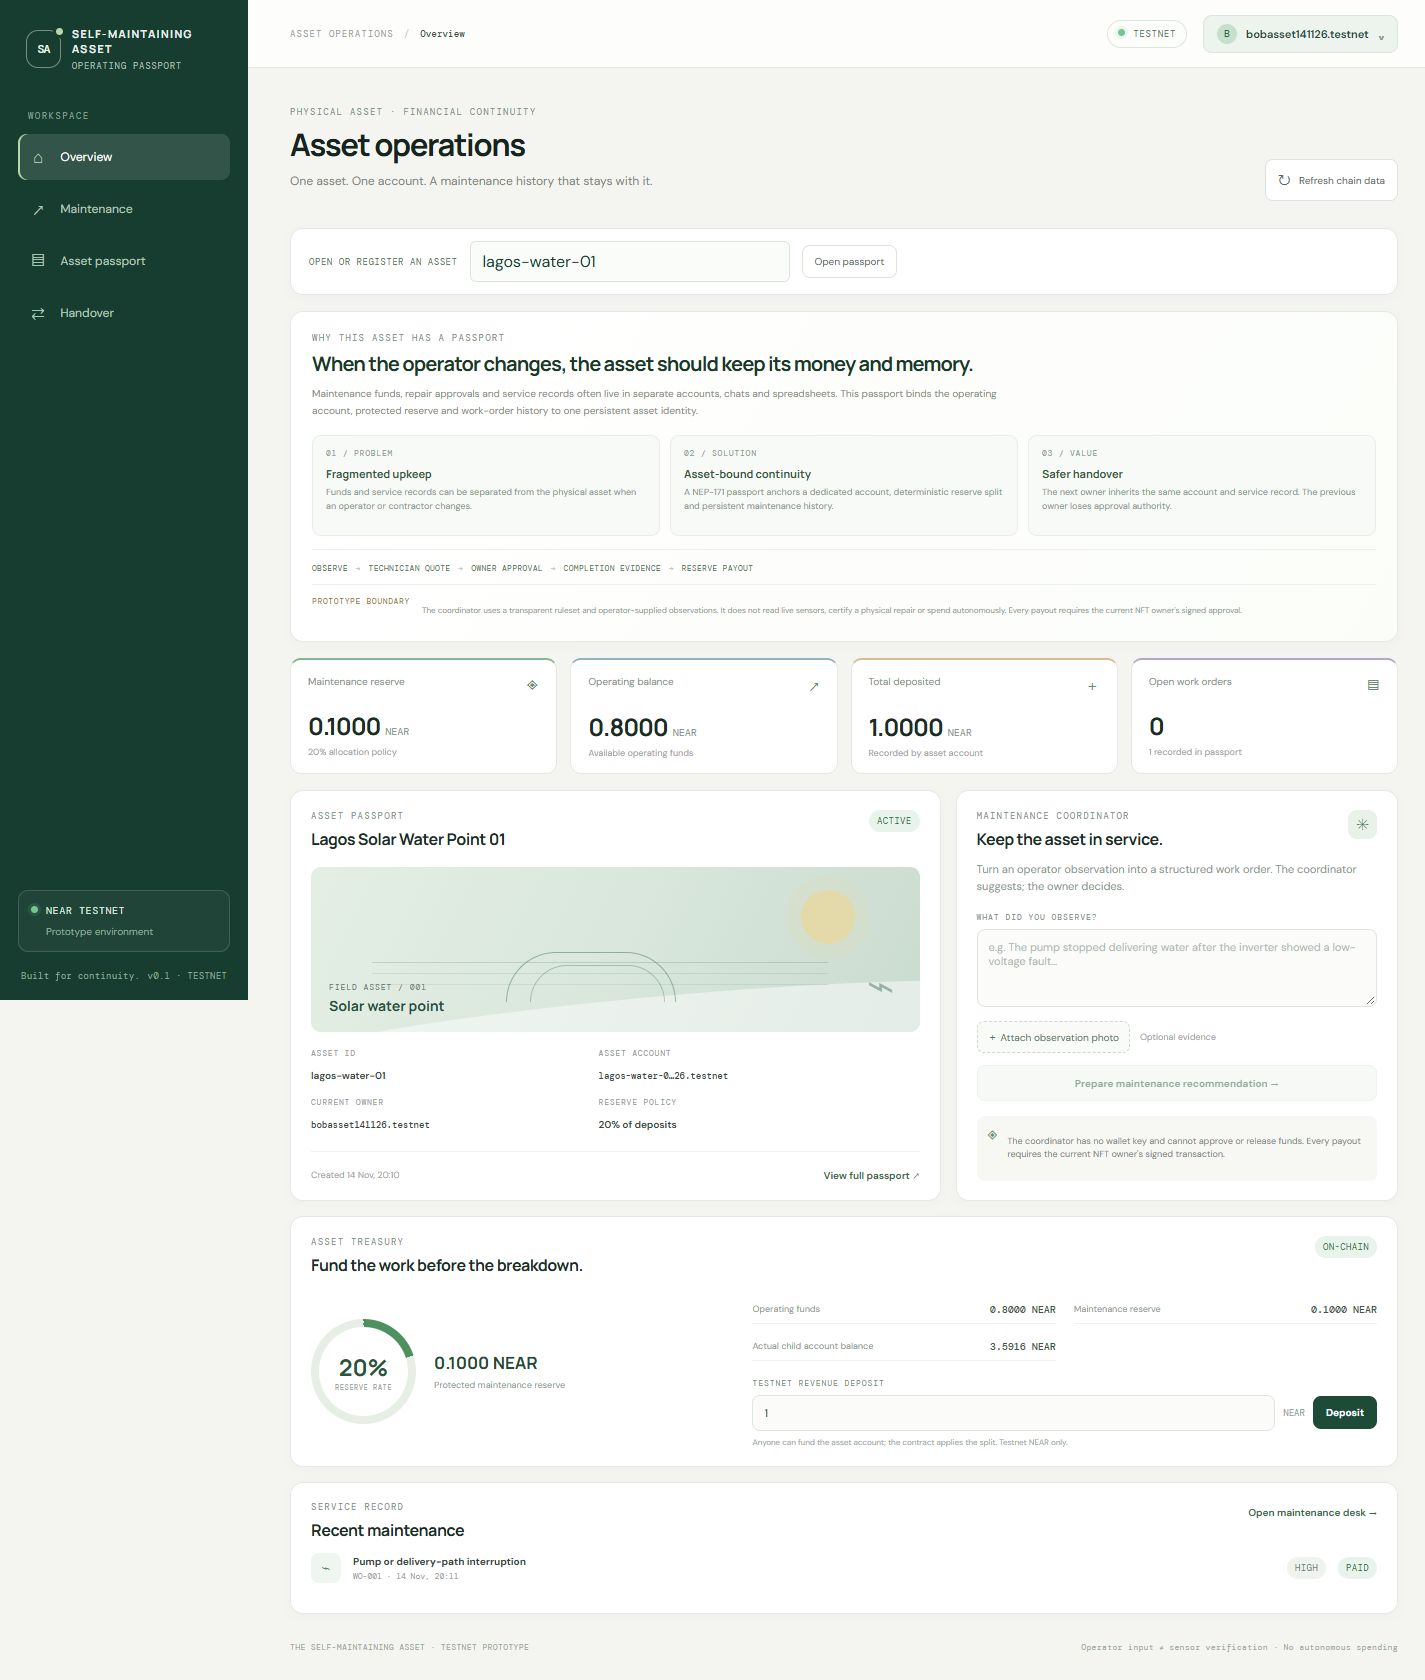 SA
SELF-MAINTAINING
ASSET
OPERATING PASSPORT
WORKSPACE
Overview
Maintenance
Asset passport
Handover
NEAR TESTNET
Prototype environment
Built for continuity. v0.1 · TESTNET
ASSET OPERATIONS / Overview
TESTNET
B bobasset141126.testnet
PHYSICAL ASSET · FINANCIAL CONTINUITY
Asset operations
One asset. One account. A maintenance history that stays with it.
Refresh chain data
OPEN OR REGISTER AN ASSET
lagos-water-01
Open passport
WHY THIS ASSET HAS A PASSPORT
When the operator changes, the asset should keep its money and memory.
Maintenance funds, repair approvals and service records often live in separate accounts, chats and spreadsheets. This passport binds the operating
account, protected reserve and work-order history to one persistent asset identity.
01 / PROBLEM
Fragmented upkeep
Funds and service records can be separated from the physical asset when
an operator or contractor changes.
02 / SOLUTION
Asset-bound continuity
A NEP-171 passport anchors a dedicated account, deterministic reserve split
and persistent maintenance history.
03 / VALUE
Safer handover
The next owner inherits the same account and service record. The previous
owner loses approval authority.
OBSERVE → TECHNICIAN QUOTE → OWNER APPROVAL → COMPLETION EVIDENCE → RESERVE PAYOUT
PROTOTYPE BOUNDARY
The coordinator uses a transparent ruleset and operator-supplied observations. It does not read live sensors, certify a physical repair or spend autonomously. Every payout requires the current NFT owner's signed approval.
Maintenance reserve
0.1000 NEAR
20% allocation policy
Operating balance
0.8000 NEAR
Available operating funds
Total deposited
1.0000 NEAR
Recorded by asset account
Open work orders
0
1 recorded in passport
ASSET PASSPORT
Lagos Solar Water Point 01
ACTIVE
FIELD ASSET / 001
Solar water point
ASSET ID
lagos-water-01
ASSET ACCOUNT
lagos-water-0…26.testnet
CURRENT OWNER
bobasset141126.testnet
RESERVE POLICY
20% of deposits
Created 14 Nov, 20:10
View full passport ↗
MAINTENANCE COORDINATOR
Keep the asset in service.
Turn an operator observation into a structured work order. The coordinator
suggests; the owner decides.
WHAT DID YOU OBSERVE?
e.g. The pump stopped delivering water after the inverter showed a low-
voltage fault…
+ Attach observation photo
Optional evidence
Prepare maintenance recommendation →
The coordinator has no wallet key and cannot approve or release funds. Every payout
requires the current NFT owner's signed transaction.
ASSET TREASURY
Fund the work before the breakdown.
ON-CHAIN
20%
RESERVE RATE
0.1000 NEAR
Protected maintenance reserve
Operating funds 0.8000 NEAR
Maintenance reserve 0.1000 NEAR
Actual child account balance 3.5916 NEAR
TESTNET REVENUE DEPOSIT
1
NEAR
Deposit
Anyone can fund the asset account; the contract applies the split. Testnet NEAR only.
SERVICE RECORD
Recent maintenance
Open maintenance desk →
Pump or delivery-path interruption
WO-001 · 14 Nov, 20:11
HIGH
PAID
THE SELF-MAINTAINING ASSET · TESTNET PROTOTYPE
Operator input ≠ sensor verification · No autonomous spending